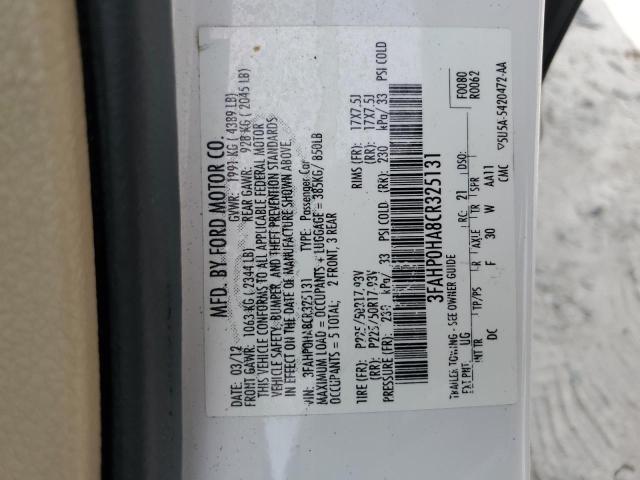 MFD. BY FORD MOTOR CO.
DATE: 03/12 GVWR: 1991 KG ( 4389 LB)
FRONT GAWR: 1063 KG ( 2344 LB) REAR GAWR: 928 KG ( 2045 LB)
THIS VEHICLE CONFORMS TO ALL APPLICABLE FEDERAL MOTOR
VEHICLE SAFETY, BUMPER, AND THEFT PREVENTION STANDARDS
IN EFFECT ON THE DATE OF MANUFACTURE SHOWN ABOVE.
VIN: 3FAHP0HA8CR325131 TYPE: Passenger Car
MAXIMUM LOAD = OCCUPANTS + LUGGAGE = 385KG/ 850LB
OCCUPANTS = 5 TOTAL: 2 FRONT, 3 REAR
TIRE (FR): P225/50R17 93V RIMS (FR): 17X7.5J
(RR): P225/50R17 93V (RR): 17X7.5J
PRESSURE (FR): 230 kPa/ 33 PSI COLD (RR): 230 kPa/ 33 PSI COLD
3FAHP0HA8CR325131
TRAILER TOWING - SEE OWNER GUIDE
EXT PNT: UG RC: 21 DSO: F0080
R0062
INT TR TP/PS R AXLE TR SPR
DC F 30 W AA11
CMC 5U5A-5420472-AA